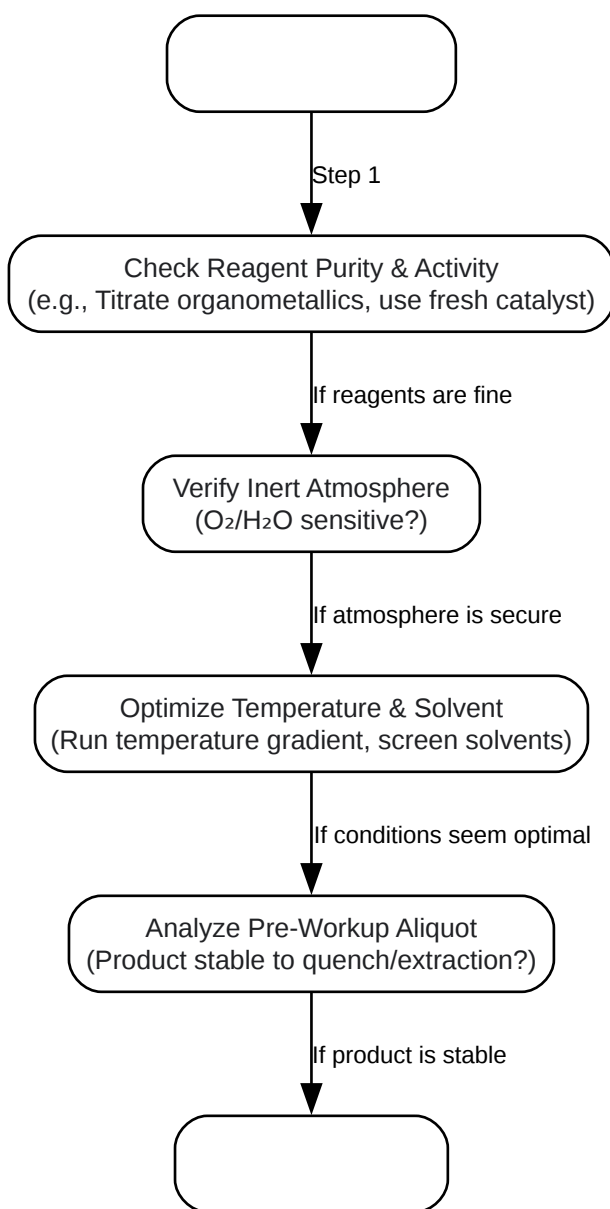 Step 1
Check Reagent Purity & Activity
(e.g., Titrate organometallics, use fresh catalyst)
If reagents are fine
Verify Inert Atmosphere
(O₂/H₂O sensitive?)
If atmosphere is secure
Optimize Temperature & Solvent
(Run temperature gradient, screen solvents)
If conditions seem optimal
Analyze Pre-Workup Aliquot
(Product stable to quench/extraction?)
If product is stable